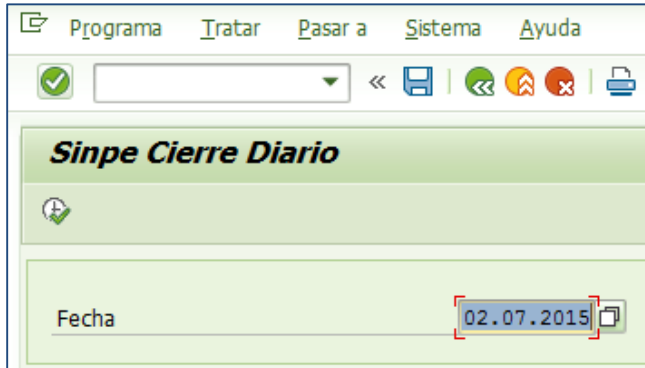 Programa Tratar Pasar a Sistema Ayuda
Sinpe Cierre Diario
Fecha 02.07.2015